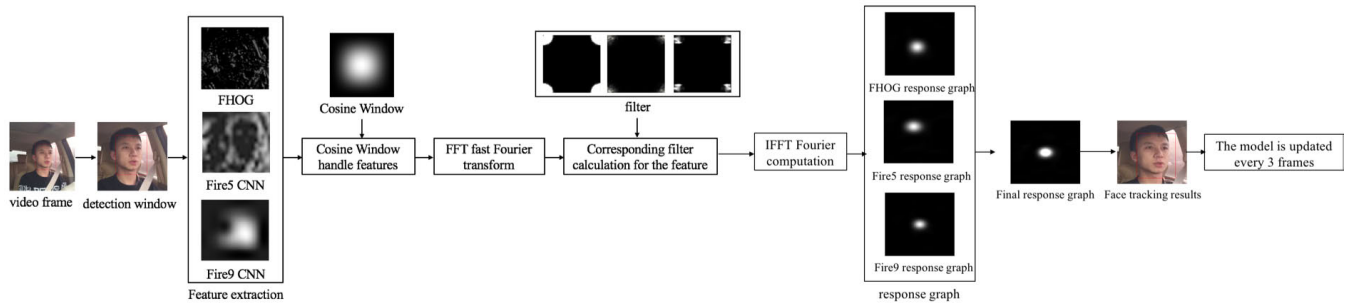 video frame
detection window
FHOG
Fire5 CNN
Fire9 CNN
Feature extraction
Cosine Window
Cosine Window
handle features
FFT fast Fourier
transform
filter
Corresponding filter
calculation for the feature
IFFT Fourier
computation
FHOG response graph
Fire5 response graph
Fire9 response graph
response graph
Final response graph
Face tracking results
The model is updated
every 3 frames